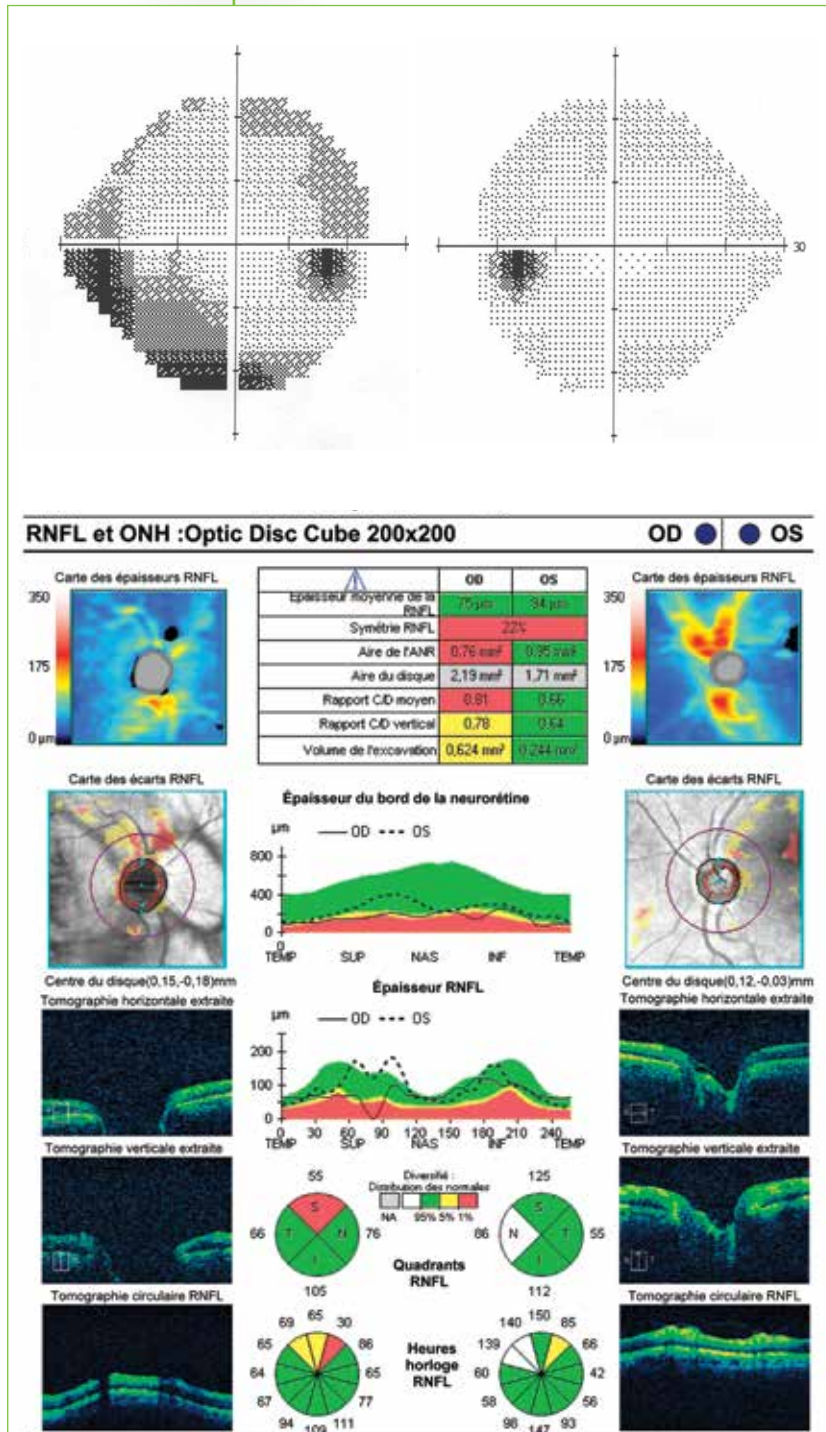 30
RNFL et ONH :Optic Disc Cube 200x200 OD OS
Carte des épaisseurs RNFL
350
175
0 µm
OD OS
Epaisseur moyenne de la RNFL 75 µm 94 µm
Symétrie RNFL 22%
Aire de l'ANR 0,76 mm² 0,95 mm²
Aire du disque 2,19 mm² 1,71 mm²
Rapport C/D moyen 0,81 0,66
Rapport C/D vertical 0,78 0,64
Volume de l'excavation 0,624 mm³ 0,244 mm³
Carte des épaisseurs RNFL
350
175
0 µm
Carte des écarts RNFL
Centre du disque(0,15,-0,18)mm
Épaisseur du bord de la neurorétine
µm OD OS
800
400
0
0
TEMP SUP NAS INF TEMP
Carte des écarts RNFL
Centre du disque(0,12,-0,03)mm
Tomographie horizontale extraite
Épaisseur RNFL
µm OD OS
200
100
0
0 30 60 90 120 150 180 210 240
TEMP SUP NAS INF TEMP
Tomographie horizontale extraite
Tomographie verticale extraite
55
S
66 T N 76
I
105
Diversifié :
Distribution des normales
NA 95% 5% 1%
Quadrants
RNFL
125
S
86 N T 55
I
112
Tomographie verticale extraite
Tomographie circulaire RNFL
65
69 30
65 86
64 65
67 77
94 111
109
Heures
horloge
RNFL
150
140 85
139 66
60 42
58 56
98 93
147
Tomographie circulaire RNFL